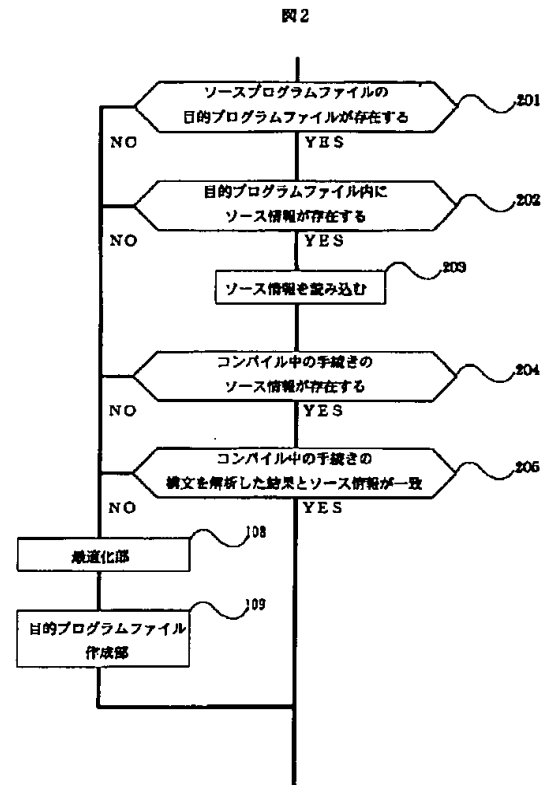 図2
ソースプログラムファイルの
目的プログラムファイルが存在する
201
NO
YES
目的プログラムファイル内に
ソース情報が存在する
202
NO
YES
203
ソース情報を読み込む
コンパイル中の手続きの
ソース情報が存在する
204
NO
YES
コンパイル中の手続きの
構文を解析した結果とソース情報が一致
205
NO
YES
108
最適化部
109
目的プログラムファイル
作成部